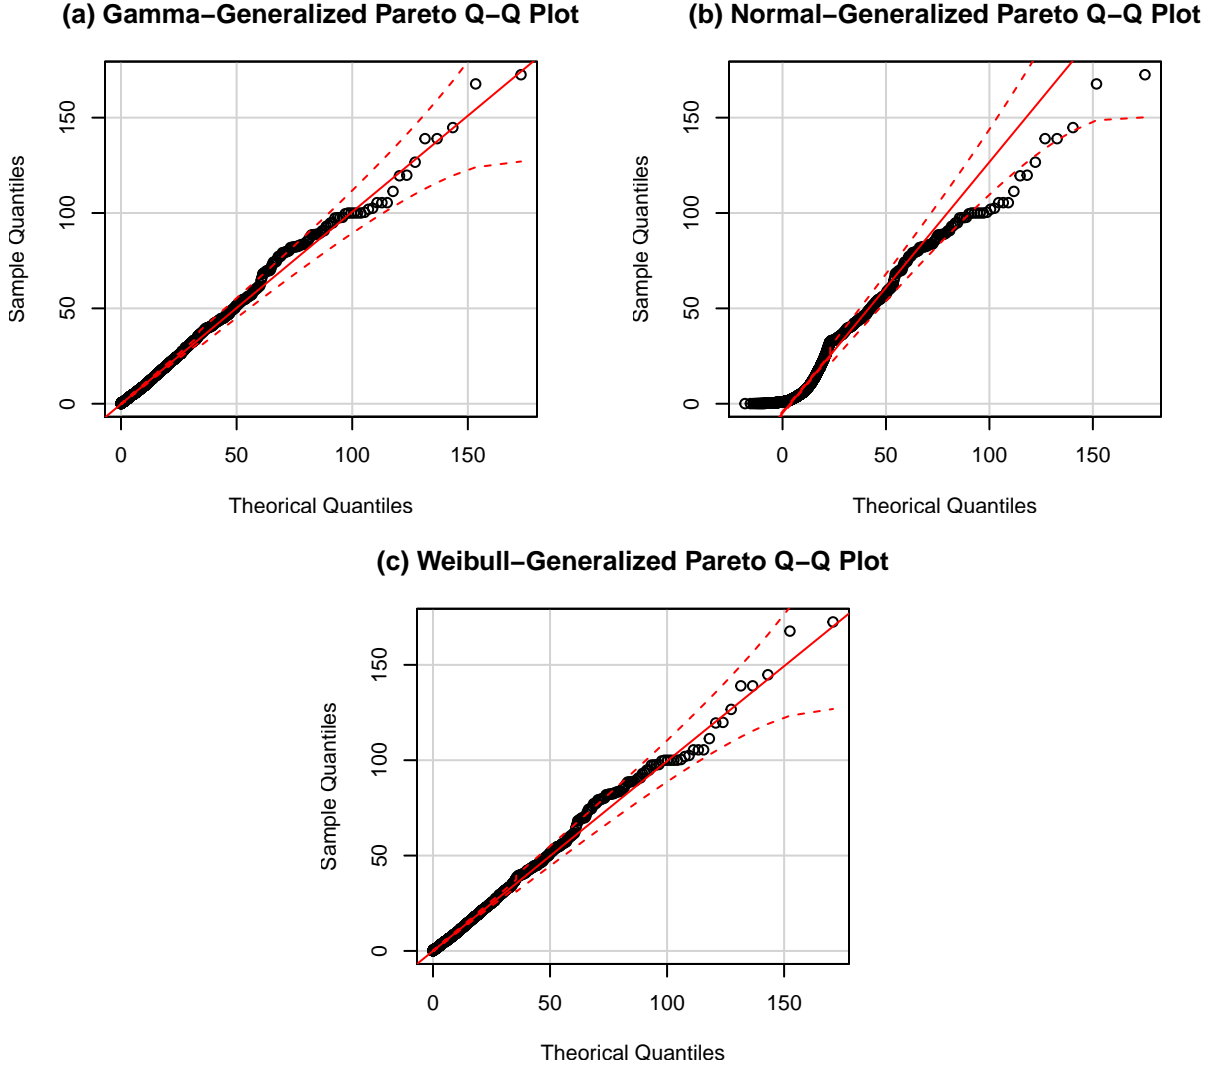 (a) Gamma−Generalized Pareto Q−Q Plot
Sample Quantiles
150
100
50
0
0 50 100 150
Theorical Quantiles
(b) Normal−Generalized Pareto Q−Q Plot
Sample Quantiles
150
100
50
0
0 50 100 150
Theorical Quantiles
(c) Weibull−Generalized Pareto Q−Q Plot
Sample Quantiles
150
100
50
0
0 50 100 150
Theorical Quantiles